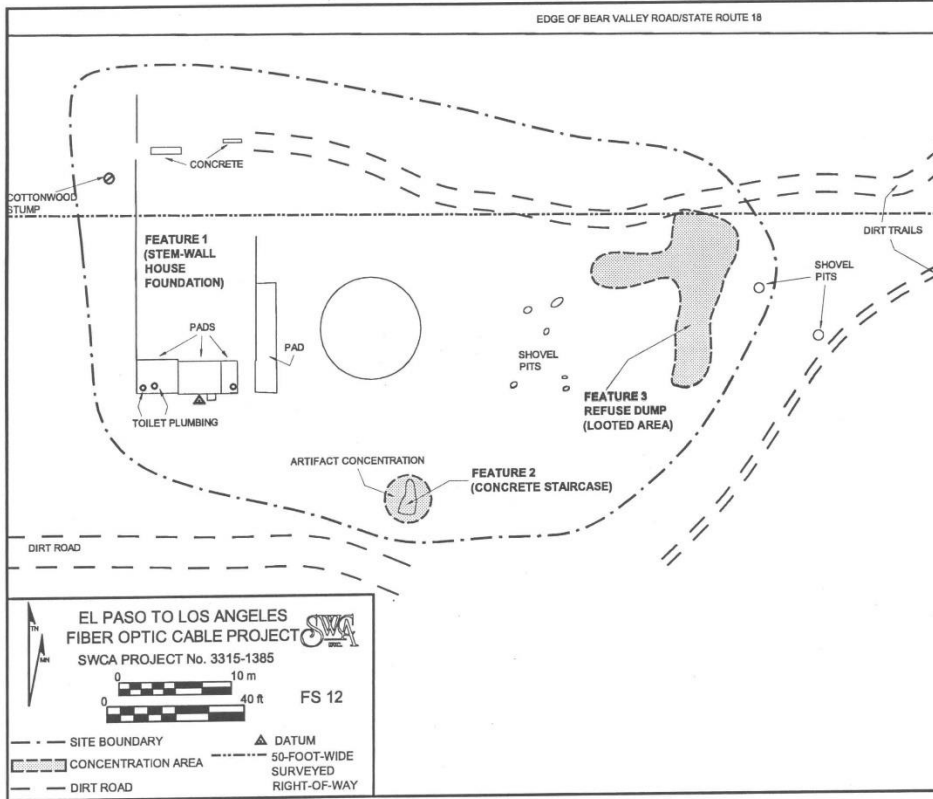 EDGE OF BEAR VALLEY ROAD/STATE ROUTE 18
CONCRETE
COTTONWOOD
STUMP
DIRT TRAILS
FEATURE 1
(STEM-WALL
HOUSE
FOUNDATION)
SHOVEL
PITS
PADS
PAD
SHOVEL
PITS
FEATURE 3
REFUSE DUMP
(LOOTED AREA)
TOILET PLUMBING
ARTIFACT CONCENTRATION
FEATURE 2
(CONCRETE STAIRCASE)
DIRT ROAD
TN
MN
EL PASO TO LOS ANGELES
FIBER OPTIC CABLE PROJECT
SWCA
INC.
SWCA PROJECT No. 3315-1385
0 10 m
0 40 ft
FS 12
SITE BOUNDARY
CONCENTRATION AREA
DIRT ROAD
DATUM
50-FOOT-WIDE
SURVEYED
RIGHT-OF-WAY